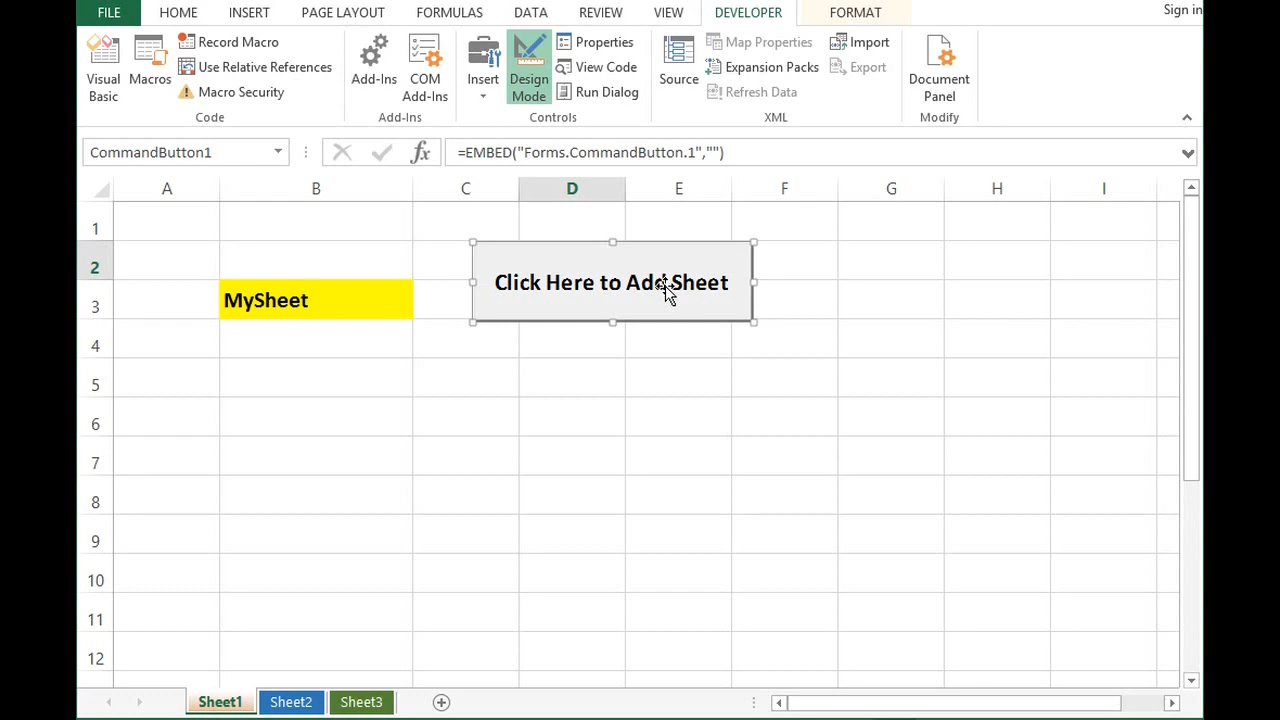 FILE HOME INSERT PAGE LAYOUT FORMULAS DATA REVIEW VIEW DEVELOPER FORMAT Sign in
Visual Basic
Macros
Record Macro
Use Relative References
Macro Security
Code
Add-Ins
COM Add-Ins
Add-Ins
Insert
Design Mode
Properties
View Code
Run Dialog
Controls
Source
Map Properties
Expansion Packs
Refresh Data
Import
Export
XML
Document Panel
Modify
CommandButton1 fx =EMBED("Forms.CommandButton.1","")
A B C D E F G H I
1
2
Click Here to Add Sheet
3 MySheet
4
5
6
7
8
9
10
11
12
Sheet1 Sheet2 Sheet3